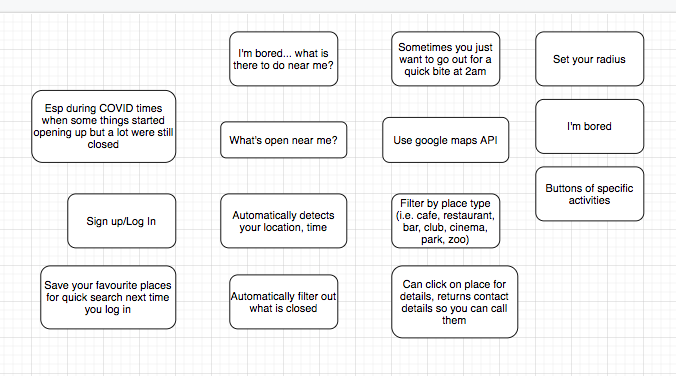 I'm bored... what is
there to do near me?
Sometimes you just
want to go out for a
quick bite at 2am
Set your radius
Esp during COVID times
when some things started
opening up but a lot were still
closed
What's open near me?
Use google maps API
I'm bored
Buttons of specific
activities
Sign up/Log In
Automatically detects
your location, time
Filter by place type
(i.e. cafe, restaurant,
bar, club, cinema,
park, zoo)
Save your favourite places
for quick search next time
you log in
Automatically filter out
what is closed
Can click on place for
details, returns contact
details so you can call
them